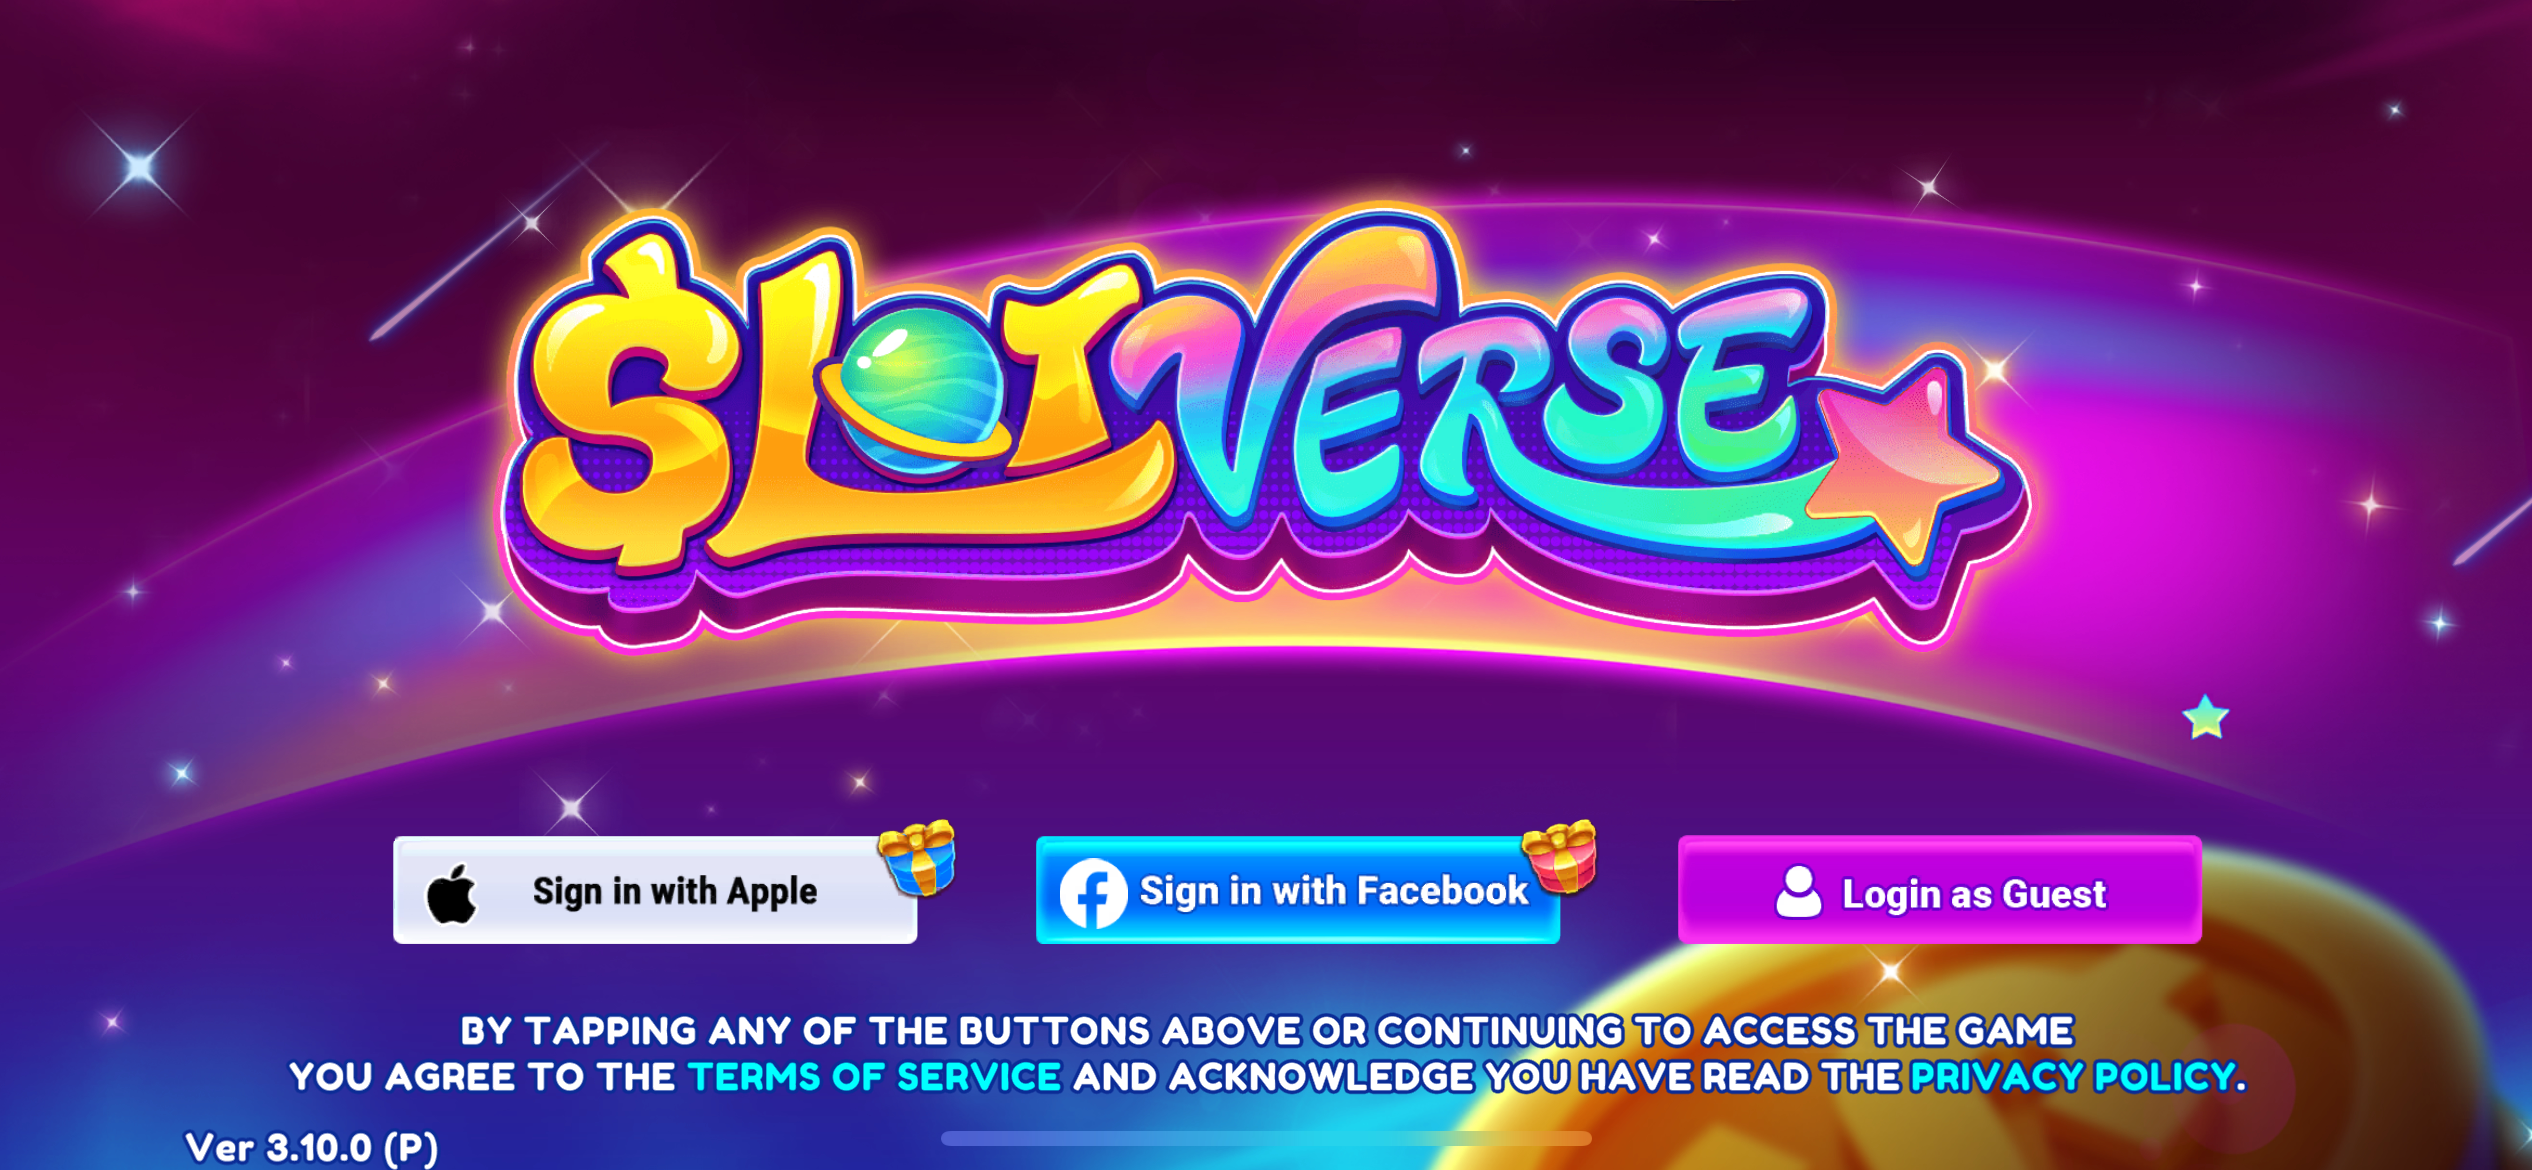 $LOTVERSE
Sign in with Apple
Sign in with Facebook
Login as Guest
BY TAPPING ANY OF THE BUTTONS ABOVE OR CONTINUING TO ACCESS THE GAME
YOU AGREE TO THE TERMS OF SERVICE AND ACKNOWLEDGE YOU HAVE READ THE PRIVACY POLICY.
Ver 3.10.0 (P)